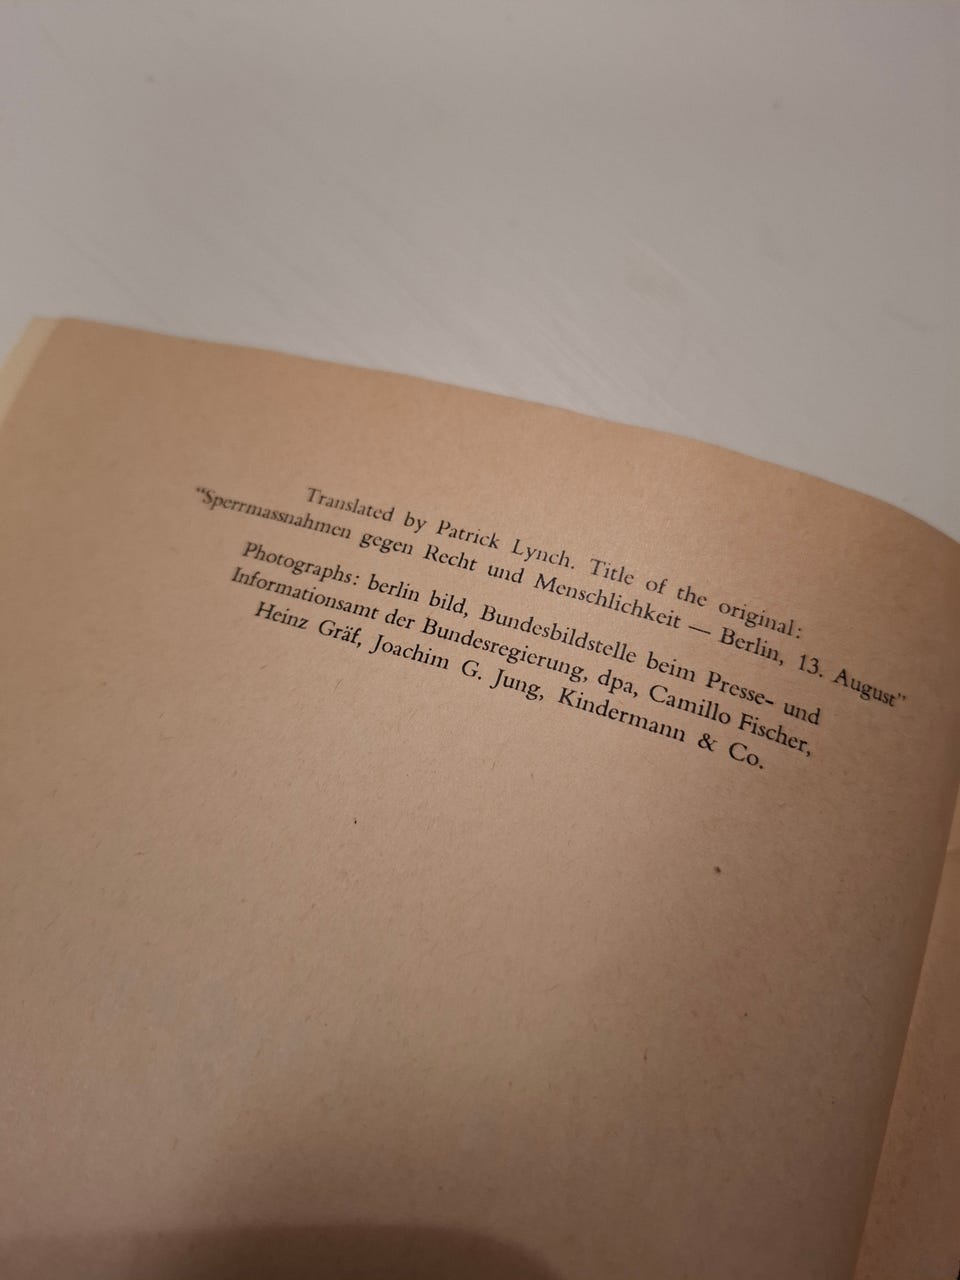 Translated by Patrick Lynch. Title of the original:
“Sperrmassnahmen gegen Recht und Menschlichkeit — Berlin, 13. August”
Photographs: berlin bild, Bundesbildstelle beim Presse- und
Informationsamt der Bundesregierung, dpa, Camillo Fischer,
Heinz Gräf, Joachim G. Jung, Kindermann & Co.